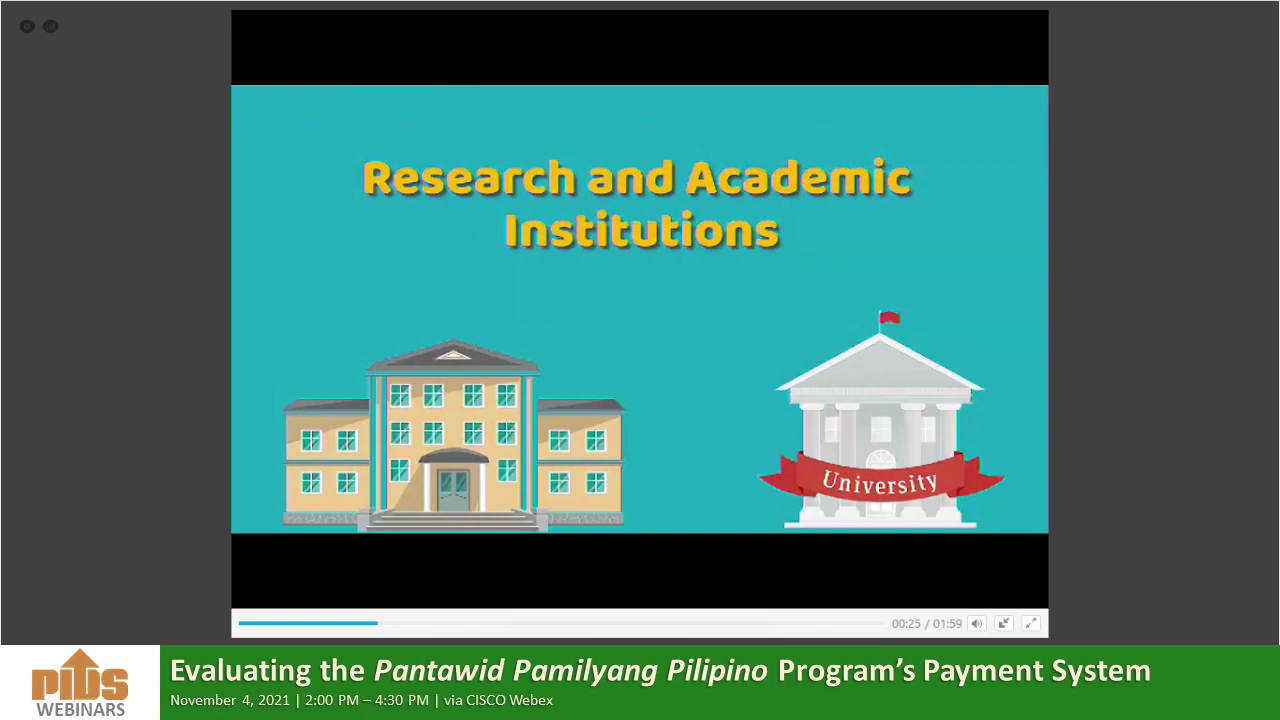 Research and Academic
Institutions
University
00:25 / 01:59
pids
WEBINARS
Evaluating the Pantawid Pamilyang Pilipino Program’s Payment System
November 4, 2021 | 2:00 PM – 4:30 PM | via CISCO Webex